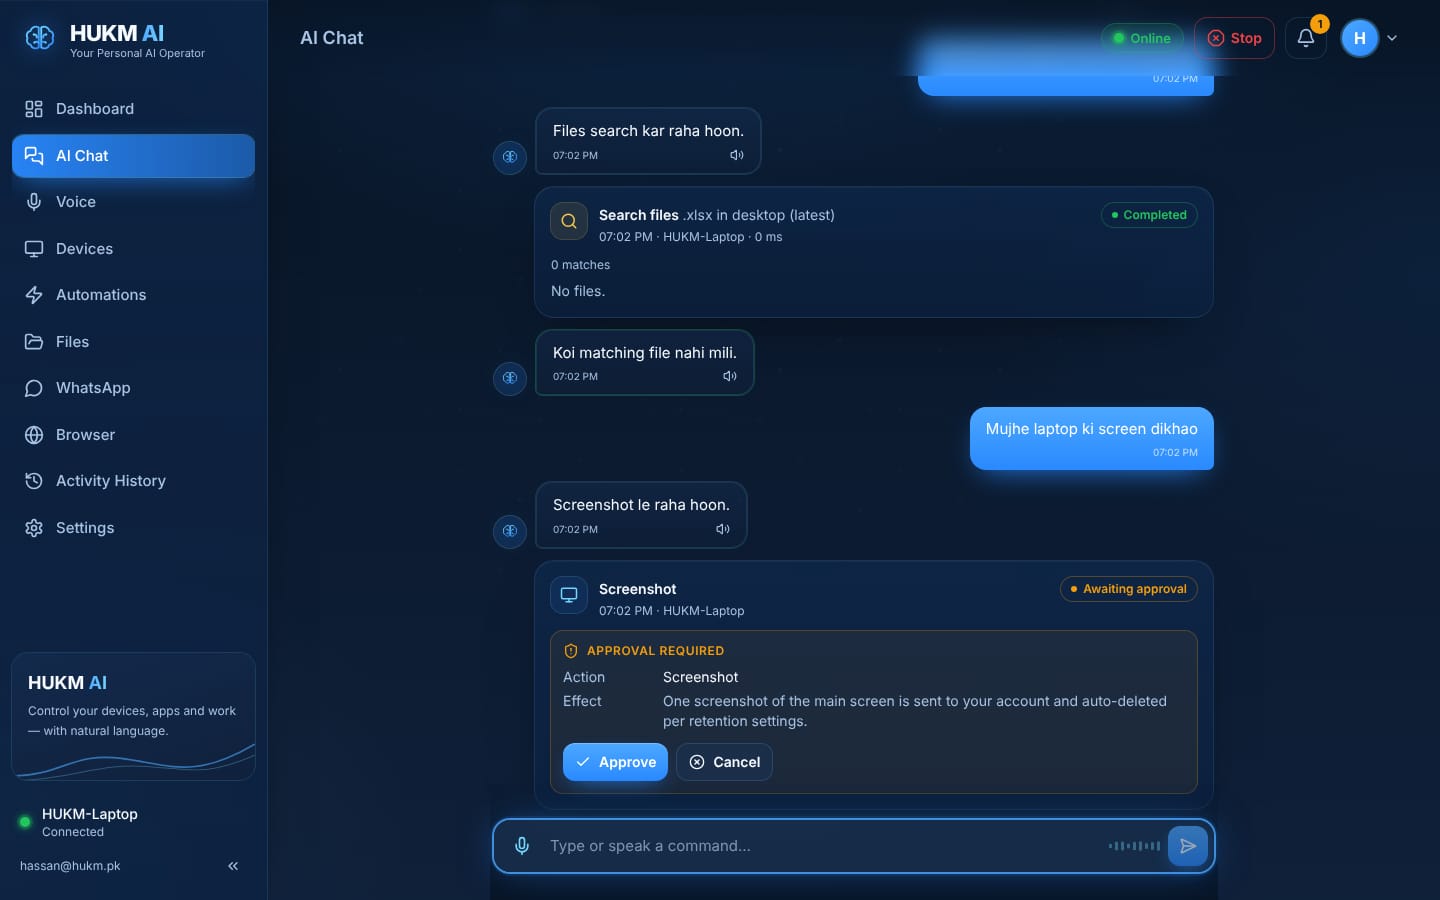 HUKM AI
Your Personal AI Operator
Dashboard
AI Chat
Voice
Devices
Automations
Files
WhatsApp
Browser
Activity History
Settings
HUKM AI
Control your devices, apps and work
— with natural language.
HUKM-Laptop
Connected
hassan@hukm.pk
AI Chat
Online
Stop
1
H
07:02 PM
Files search kar raha hoon.
07:02 PM
Search files .xlsx in desktop (latest)
Completed
07:02 PM · HUKM-Laptop · 0 ms
0 matches
No files.
Koi matching file nahi mili.
07:02 PM
Mujhe laptop ki screen dikhao
07:02 PM
Screenshot le raha hoon.
07:02 PM
Screenshot
Awaiting approval
07:02 PM · HUKM-Laptop
APPROVAL REQUIRED
Action Screenshot
Effect One screenshot of the main screen is sent to your account and auto-deleted
per retention settings.
Approve
Cancel
Type or speak a command...